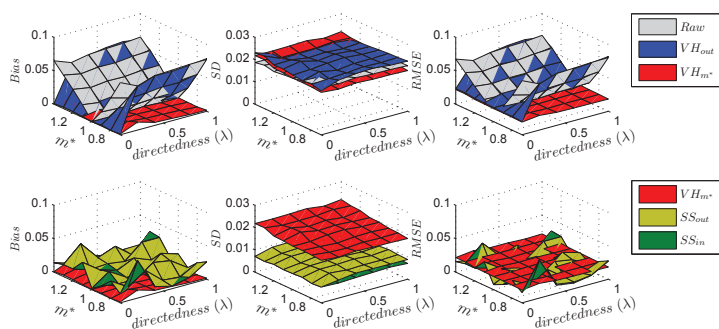 0.1
0.05
0
Bias
1.2
1
0.8
m*
0
0.5
1
directedness (λ)
0.03
0.02
0.01
0
SD
1.2
1
0.8
m*
0
0.5
1
directedness (λ)
0.1
0.05
0
RMSE
1.2
1
0.8
m*
0
0.5
1
directedness (λ)
Raw
VH_out
VH_m*
0.1
0.05
0
Bias
1.2
1
0.8
m*
0
0.5
1
directedness (λ)
0.03
0.02
0.01
0
SD
1.2
1
0.8
m*
0
0.5
1
directedness (λ)
0.1
0.05
0
RMSE
1.2
1
0.8
m*
0
0.5
1
directedness (λ)
VH_m*
SS_out
SS_in